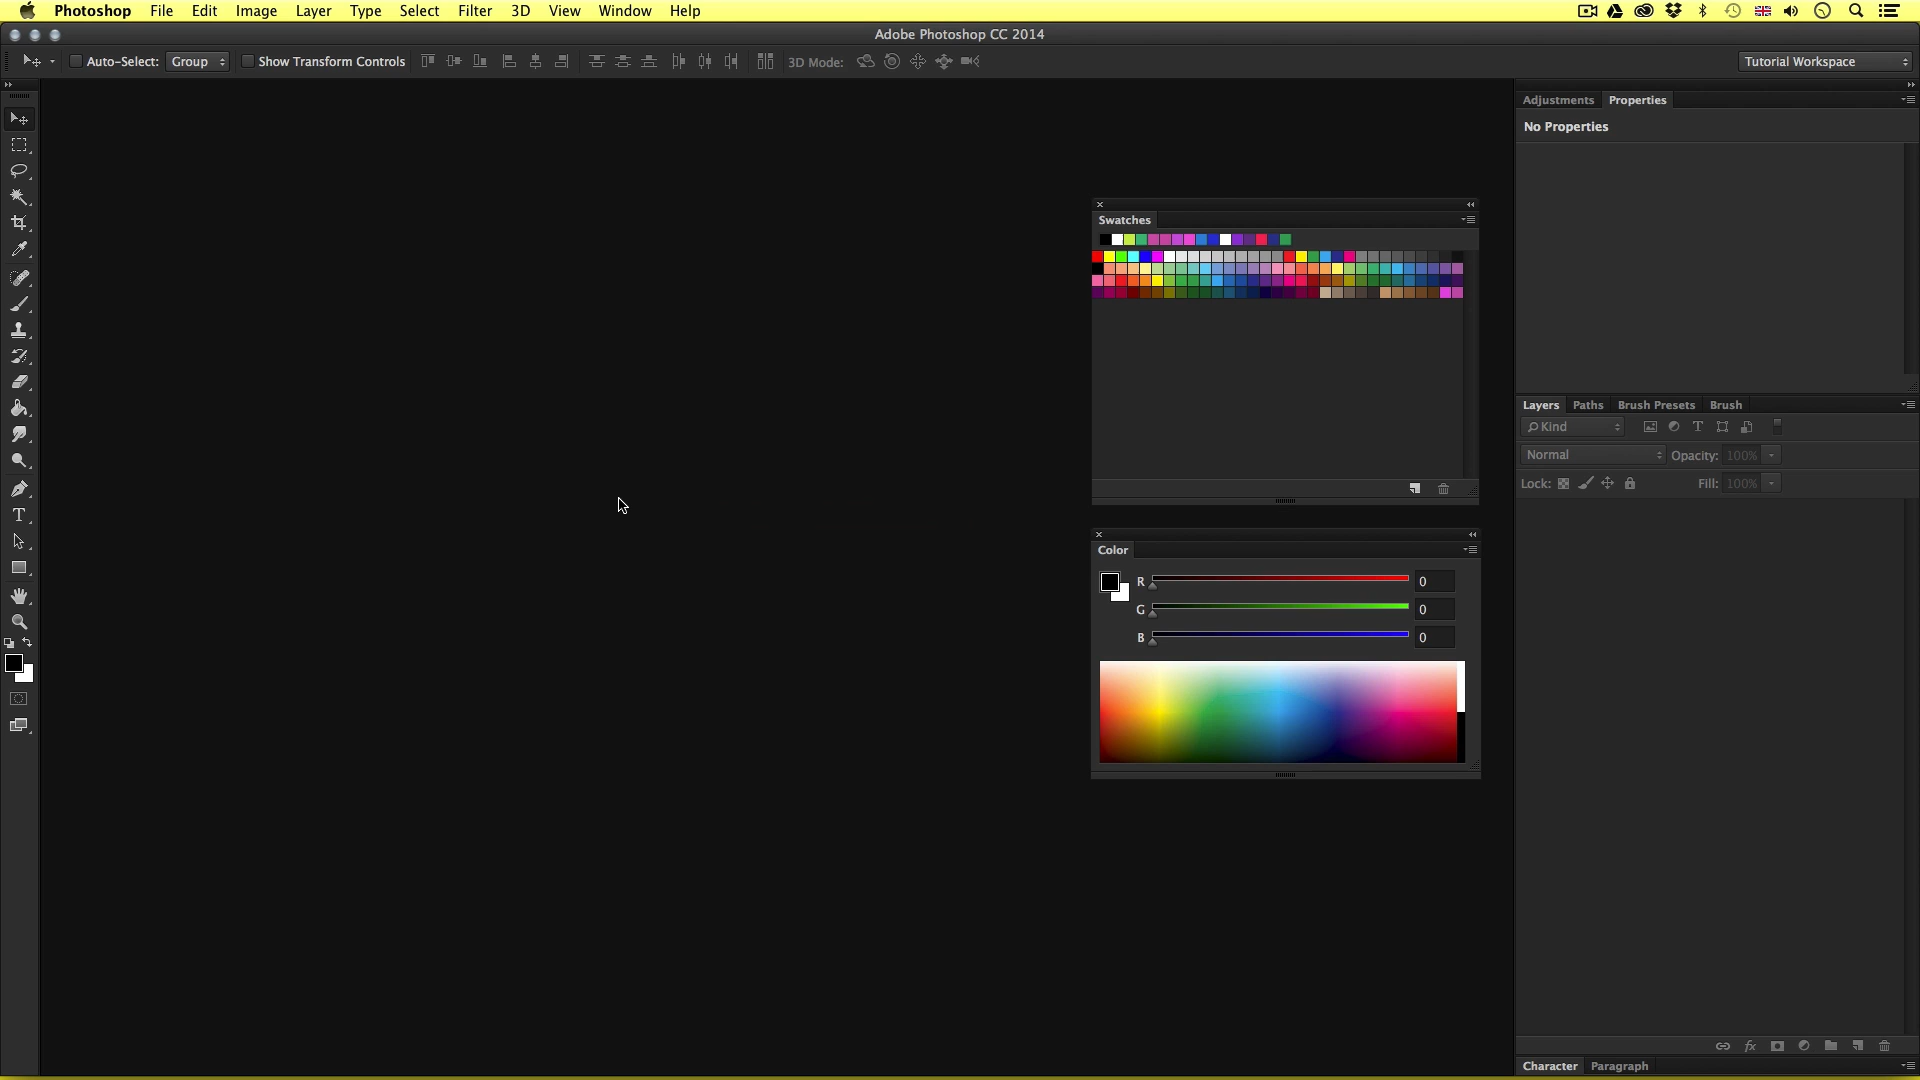 Photoshop File Edit Image Layer Type Select Filter 3D View Window Help
Adobe Photoshop CC 2014
Auto-Select: Group Show Transform Controls 3D Mode: Tutorial Workspace
Adjustments Properties
No Properties
Swatches
Layers Paths Brush Presets Brush
Kind
Normal Opacity: 100%
Lock: Fill: 100%
Color
R 0
G 0
B 0
Character Paragraph